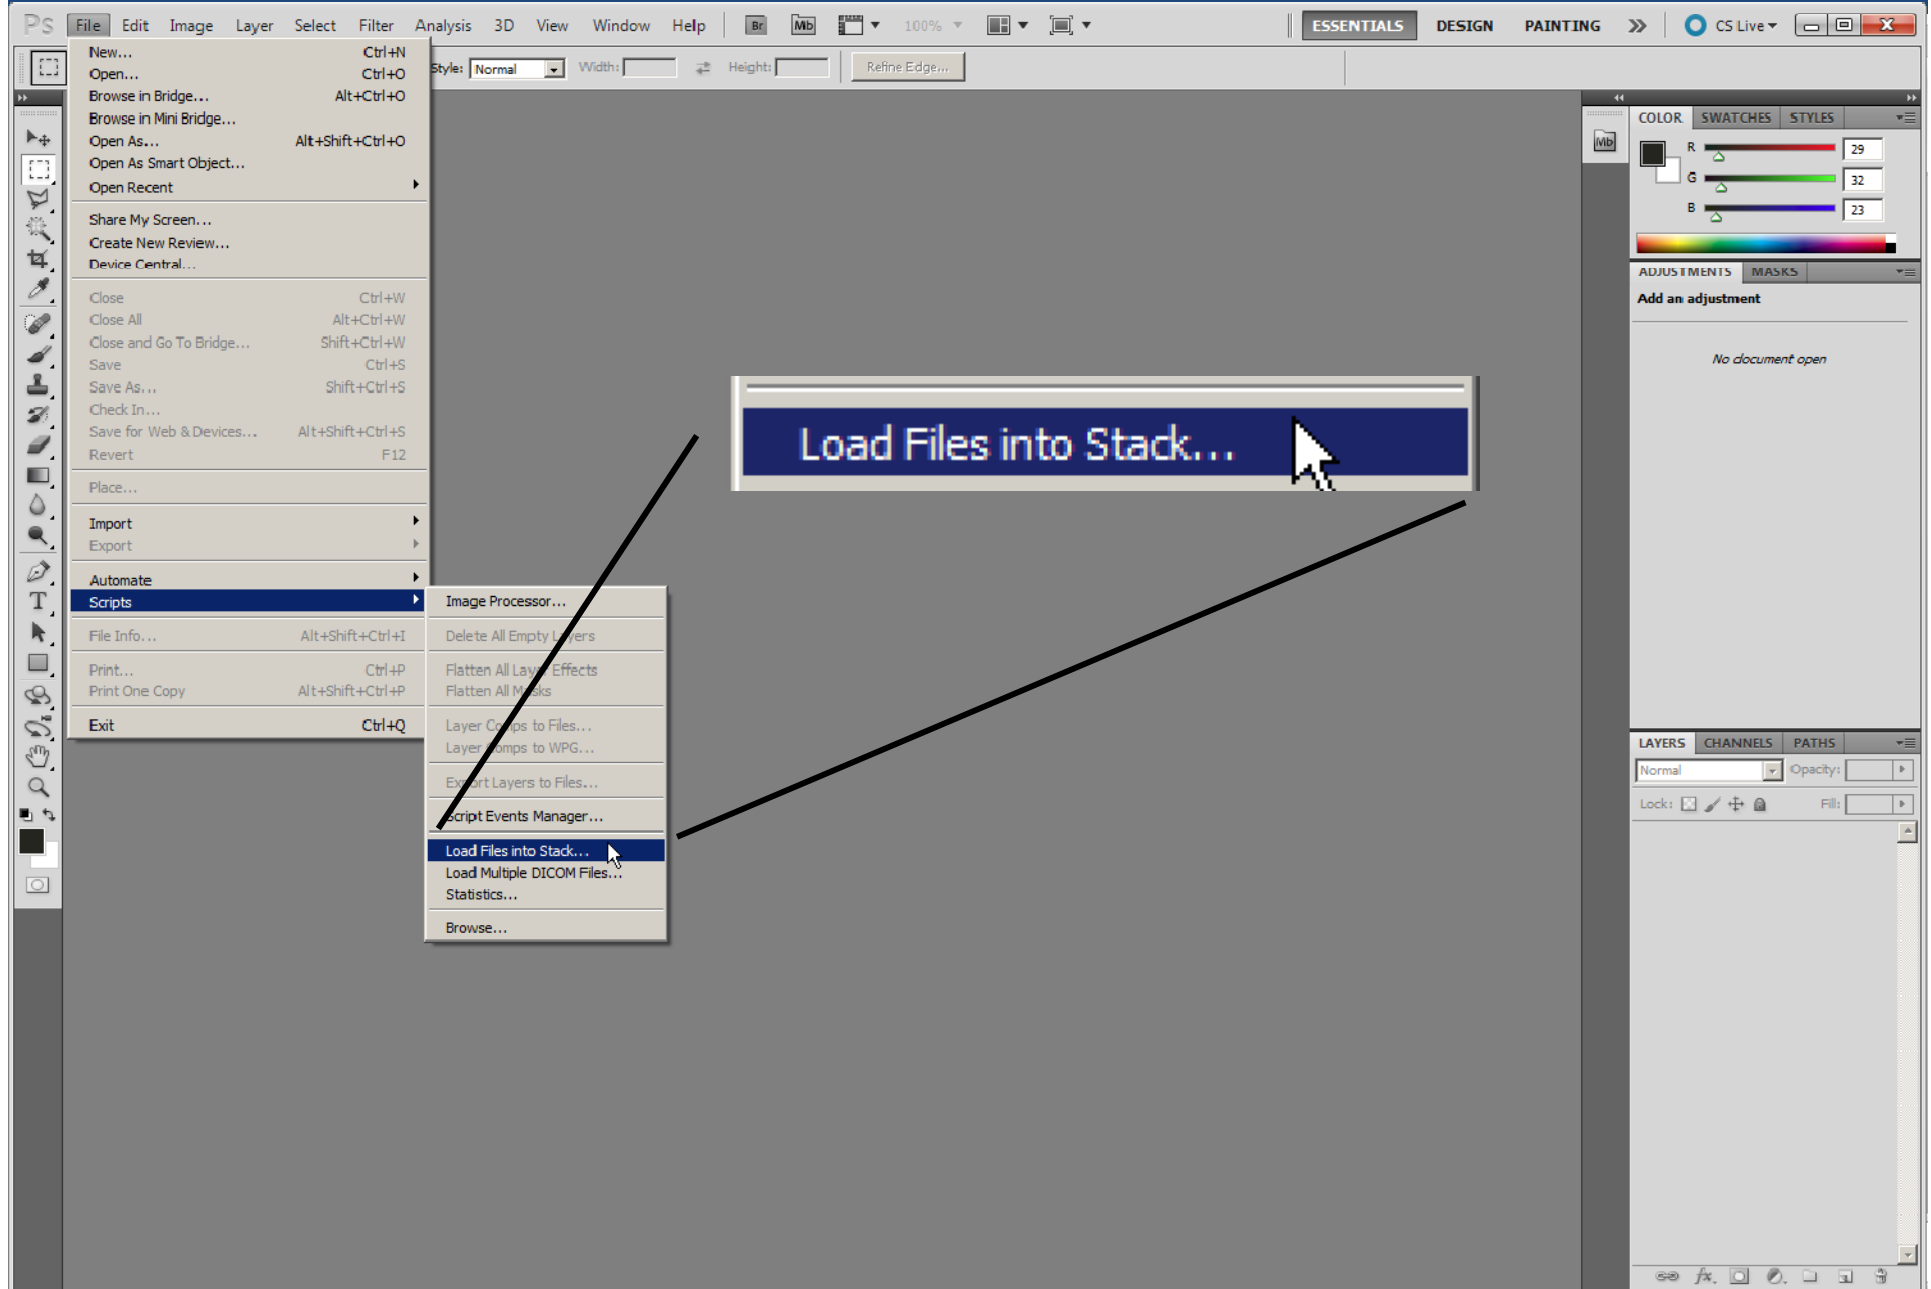 Ps File Edit Image Layer Select Filter Analysis 3D View Window Help Br Mb 100% ESSENTIALS DESIGN PAINTING CS Live
Style: Normal Width: Height: Refine Edge...
New... Ctrl+N
Open... Ctrl+O
Browse in Bridge... Alt+Ctrl+O
Browse in Mini Bridge...
Open As... Alt+Shift+Ctrl+O
Open As Smart Object...
Open Recent
Share My Screen...
Create New Review...
Device Central...
Close Ctrl+W
Close All Alt+Ctrl+W
Close and Go To Bridge... Shift+Ctrl+W
Save Ctrl+S
Save As... Shift+Ctrl+S
Check In...
Save for Web & Devices... Alt+Shift+Ctrl+S
Revert F12
Place...
Import
Export
Automate
Scripts
File Info... Alt+Shift+Ctrl+I
Print... Ctrl+P
Print One Copy Alt+Shift+Ctrl+P
Exit Ctrl+Q
Image Processor...
Delete All Empty Layers
Flatten All Layer Effects
Flatten All Masks
Layer Comps to Files...
Layer Comps to WPG...
Export Layers to Files...
Script Events Manager...
Load Files into Stack...
Load Multiple DICOM Files...
Statistics...
Browse...
Load Files into Stack...
Mb
COLOR SWATCHES STYLES
R 29
G 32
B 23
ADJUSTMENTS MASKS
Add an adjustment
No document open
LAYERS CHANNELS PATHS
Normal Opacity:
Lock: Fill:
fx